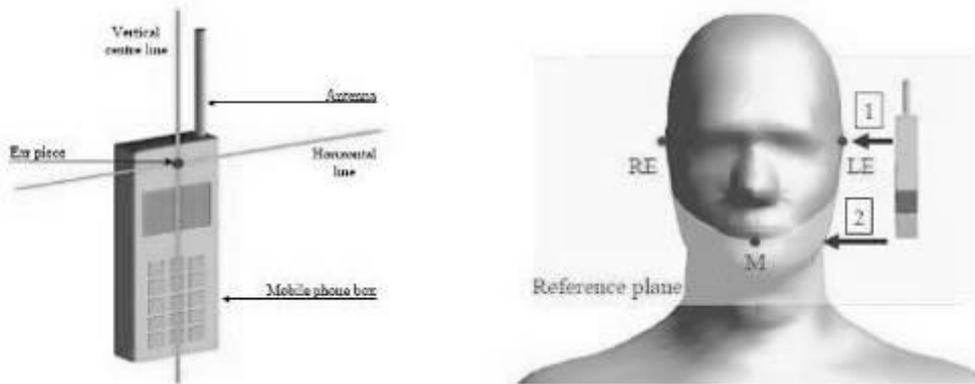 Vertical
centre line
Antenna
Ear piece
Horizontal
line
Mobile phone box
1
RE
LE
2
M
Reference plane